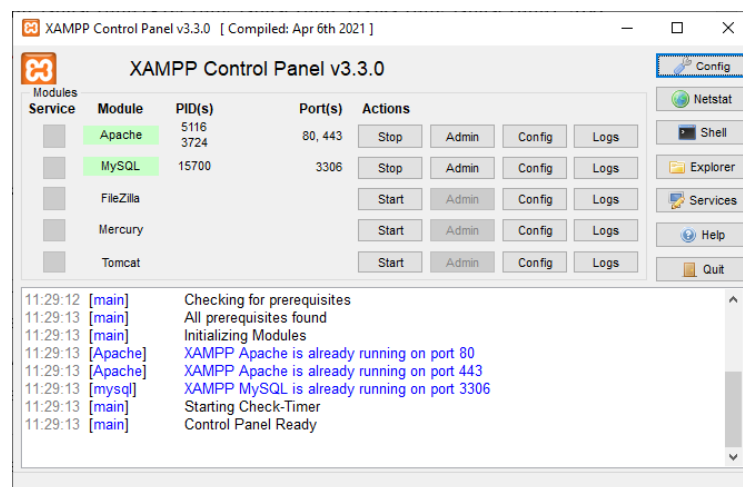 XAMPP Control Panel v3.3.0 [ Compiled: Apr 6th 2021 ]
XAMPP Control Panel v3.3.0
Config
Modules
Service Module PID(s) Port(s) Actions
Netstat
Apache 5116 3724 80, 443 Stop Admin Config Logs
Shell
MySQL 15700 3306 Stop Admin Config Logs
Explorer
FileZilla Start Admin Config Logs
Services
Mercury Start Admin Config Logs
Help
Tomcat Start Admin Config Logs
Quit
11:29:12 [main] Checking for prerequisites
11:29:13 [main] All prerequisites found
11:29:13 [main] Initializing Modules
11:29:13 [Apache] XAMPP Apache is already running on port 80
11:29:13 [Apache] XAMPP Apache is already running on port 443
11:29:13 [mysql] XAMPP MySQL is already running on port 3306
11:29:13 [main] Starting Check-Timer
11:29:13 [main] Control Panel Ready